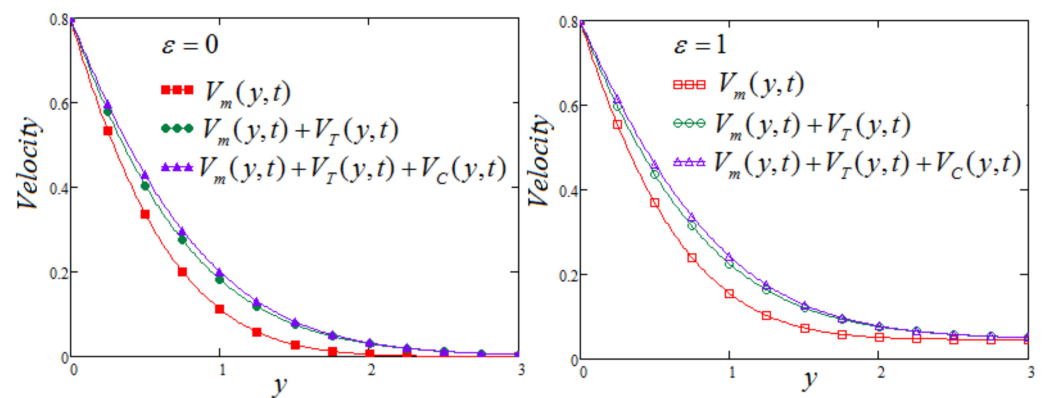 ε = 0
V_m(y,t)
V_m(y,t)+V_T(y,t)
V_m(y,t)+V_T(y,t)+V_C(y,t)
Velocity
0.8
0.6
0.4
0.2
0
0 1 2 3
y
ε = 1
V_m(y,t)
V_m(y,t)+V_T(y,t)
V_m(y,t)+V_T(y,t)+V_C(y,t)
Velocity
0.8
0.6
0.4
0.2
0
0 1 2 3
y